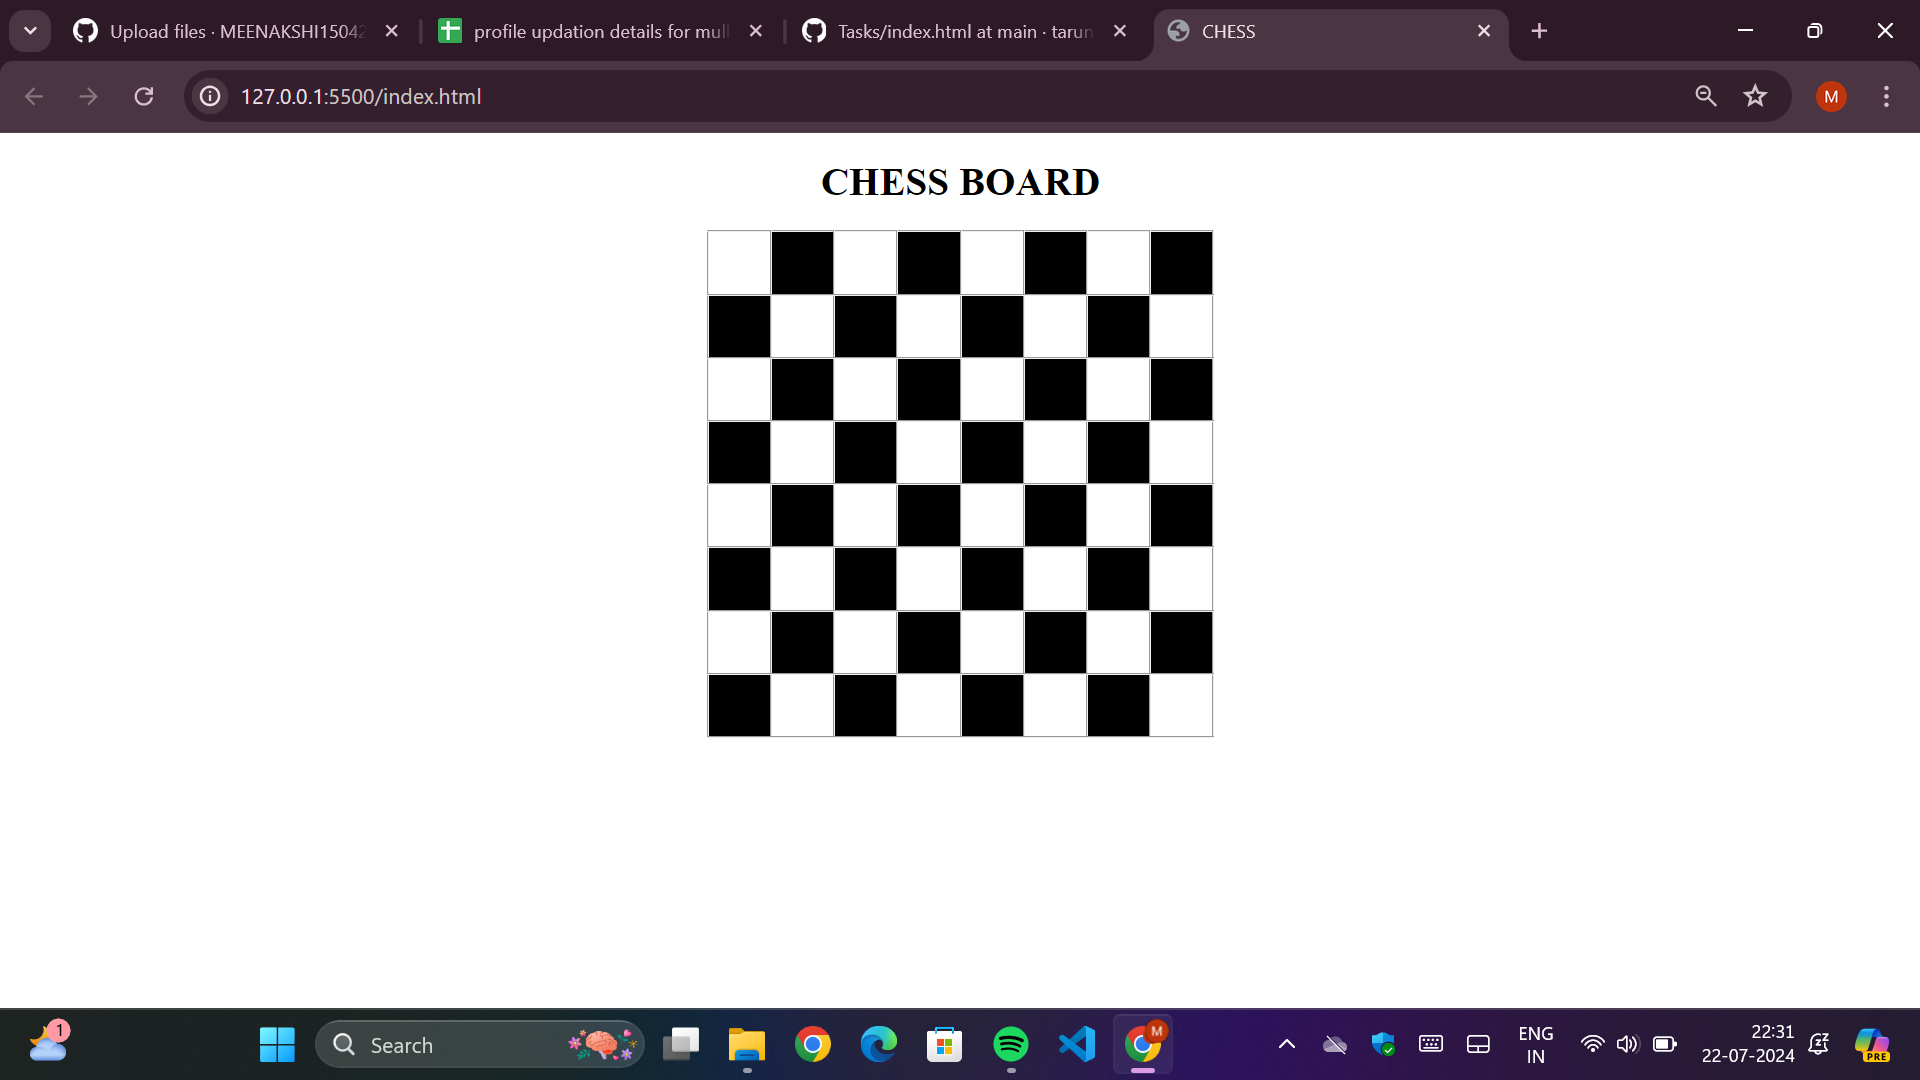 Upload files · MEENAKSHI15042
profile updation details for mull
Tasks/index.html at main · tarun
CHESS
127.0.0.1:5500/index.html
M
CHESS BOARD
1
Search
M
ENG
IN
22:31
22-07-2024
PRE